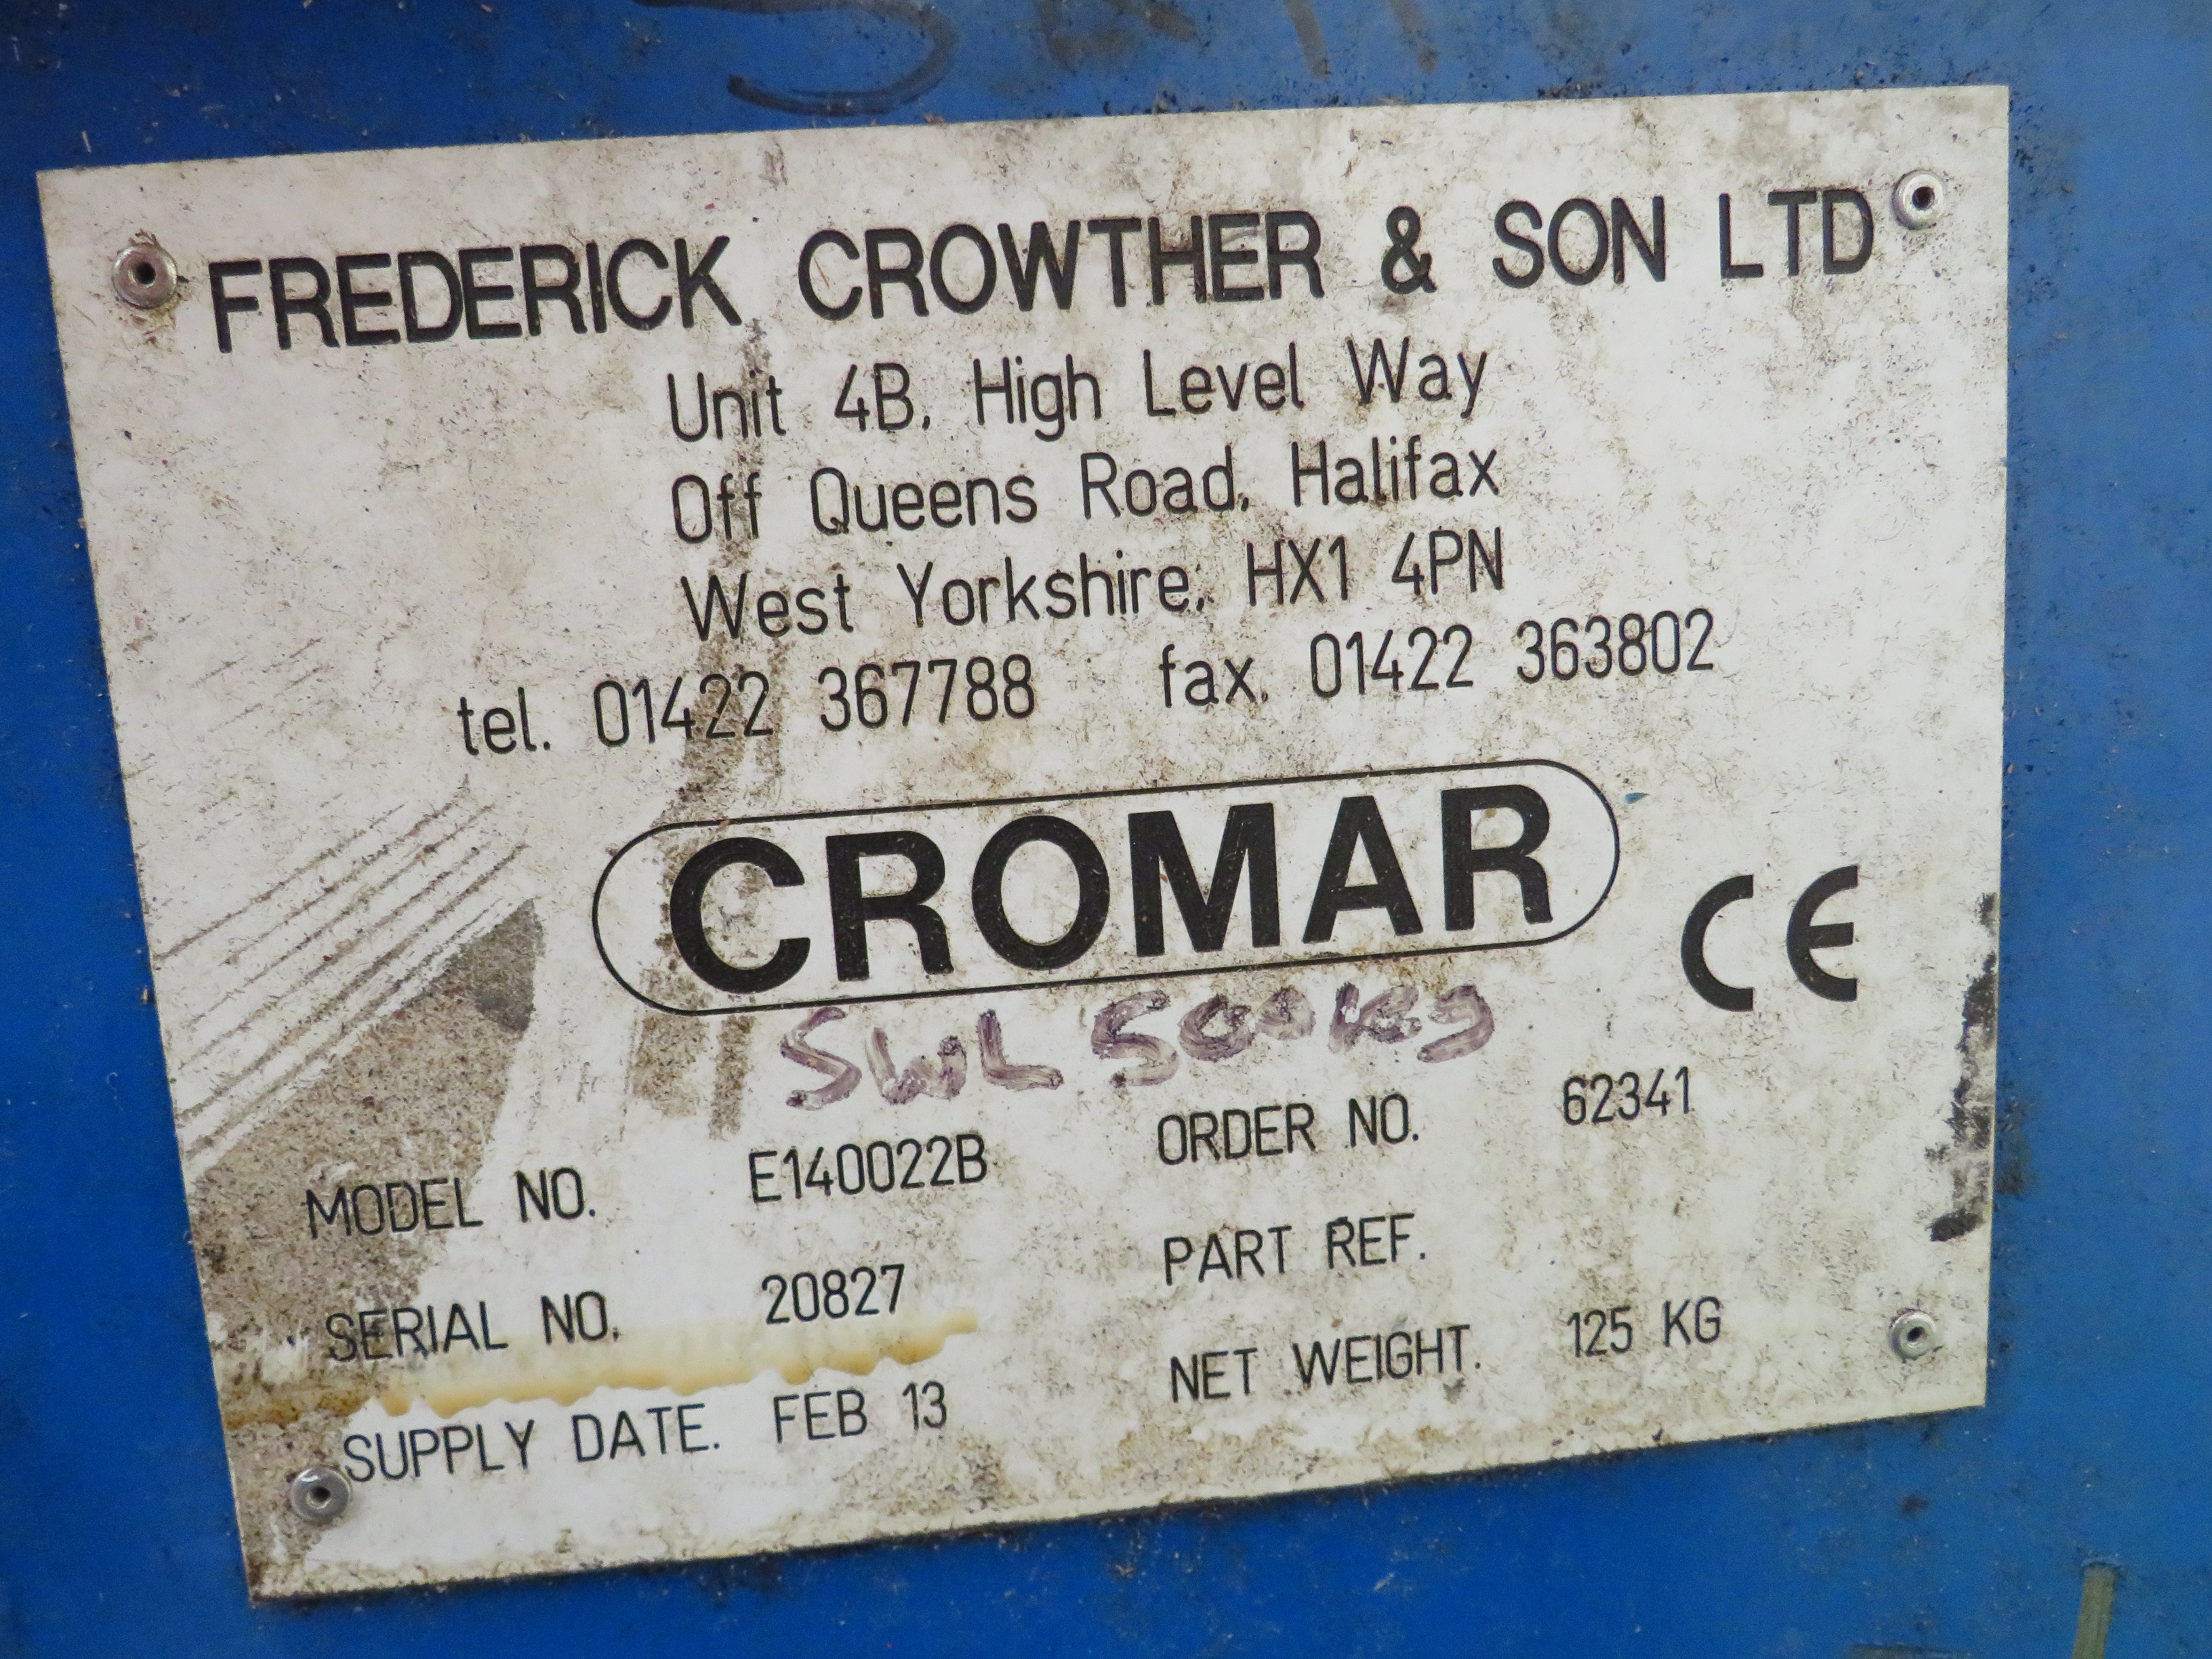 FREDERICK CROWTHER & SON LTD
Unit 4B, High Level Way
Off Queens Road, Halifax
West Yorkshire, HX1 4PN
tel. 01422 367788 fax. 01422 363802
CROMAR
CE
SWL 500kg
MODEL NO. E140022B ORDER NO. 62341
SERIAL NO. 20827 PART REF.
SUPPLY DATE. FEB 13 NET WEIGHT. 125 KG